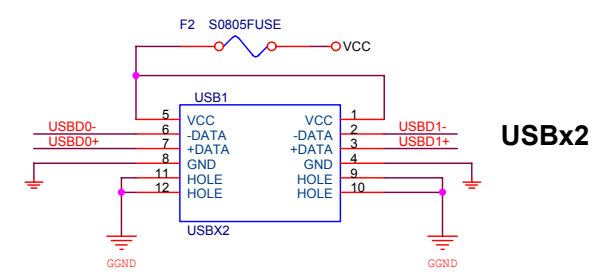 F2 S0805FUSE
VCC
USB1
5 VCC VCC 1
USBD0- 6 -DATA -DATA 2 USBD1-
USBD0+ 7 +DATA +DATA 3 USBD1+
8 GND GND 4
11 HOLE HOLE 9
12 HOLE HOLE 10
USBX2
USBx2
GGND GGND